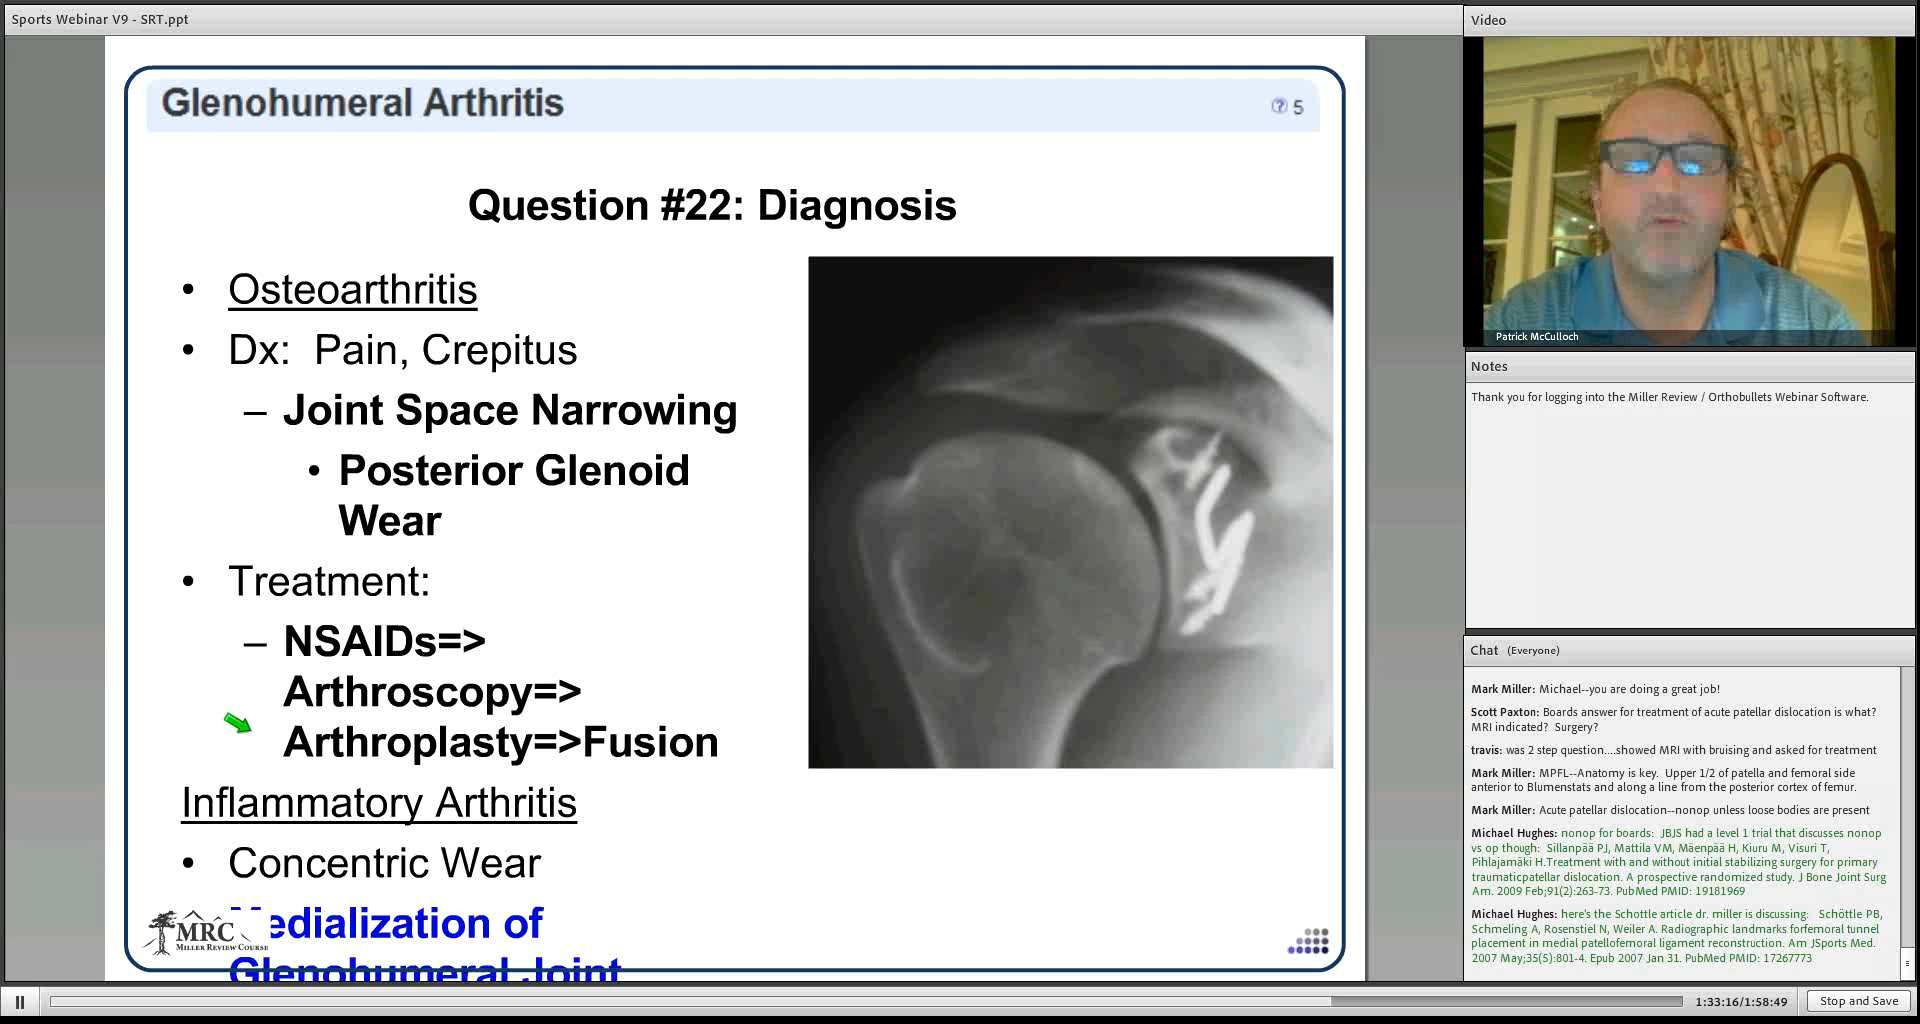 Sports Webinar V9 - SRT.ppt
Glenohumeral Arthritis
? 5
Question #22: Diagnosis
• Osteoarthritis
• Dx: Pain, Crepitus
– Joint Space Narrowing
• Posterior Glenoid
Wear
• Treatment:
– NSAIDs=>
Arthroscopy=>
Arthroplasty=>Fusion
Inflammatory Arthritis
• Concentric Wear
edialization of
Glenohumeral Joint
MRC
MILLER REVIEW COURSE
Video
Patrick McCulloch
Notes
Thank you for logging into the Miller Review / Orthobullets Webinar Software.
Chat (Everyone)
Mark Miller: Michael--you are doing a great job!
Scott Paxton: Boards answer for treatment of acute patellar dislocation is what?
MRI indicated? Surgery?
travis: was 2 step question....showed MRI with bruising and asked for treatment
Mark Miller: MPFL--Anatomy is key. Upper 1/2 of patella and femoral side
anterior to Blumenstats and along a line from the posterior cortex of femur.
Mark Miller: Acute patellar dislocation--nonop unless loose bodies are present
Michael Hughes: nonop for boards: JBJS had a level 1 trial that discusses nonop
vs op though: Sillanpää PJ, Mattila VM, Mäenpää H, Kiuru M, Visuri T,
Pihlajamäki H.Treatment with and without initial stabilizing surgery for primary
traumaticpatellar dislocation. A prospective randomized study. J Bone Joint Surg
Am. 2009 Feb;91(2):263-73. PubMed PMID: 19181969
Michael Hughes: here's the Schottle article dr. miller is discussing: Schöttle PB,
Schmeling A, Rosenstiel N, Weiler A. Radiographic landmarks forfemoral tunnel
placement in medial patellofemoral ligament reconstruction. Am JSports Med.
2007 May;35(5):801-4. Epub 2007 Jan 31. PubMed PMID: 17267773
1:33:16/1:58:49
Stop and Save